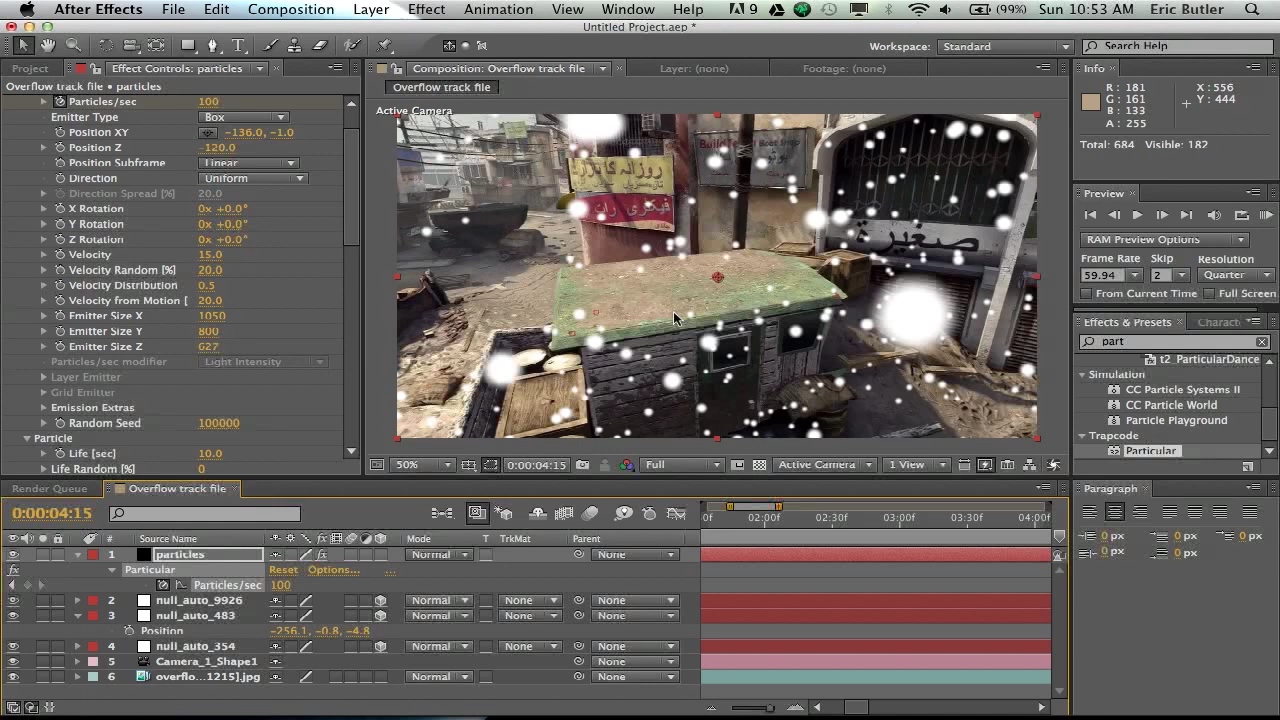 After Effects File Edit Composition Layer Effect Animation View Window Help 9 (99%) Sun 10:53 AM Eric Butler
Untitled Project.aep *
Workspace: Standard Search Help
Project Effect Controls: particles Composition: Overflow track file Layer: (none) Footage: (none) Info
Overflow track file • particles Overflow track file
Particles/sec 100
Active Camera
Emitter Type Box
Position XY -136.0, -1.0
Position Z -120.0
Position Subframe Linear
Direction Uniform
Direction Spread [%] 20.0
X Rotation 0x +0.0°
Y Rotation 0x +0.0°
Z Rotation 0x +0.0°
Velocity 15.0
Velocity Random [%] 20.0
Velocity Distribution 0.5
Velocity from Motion [ 20.0
Emitter Size X 1050
Emitter Size Y 800
Emitter Size Z 627
Particles/sec modifier Light Intensity
Layer Emitter
Grid Emitter
Emission Extras
Random Seed 100000
Particle
Life [sec] 10.0
Life Random [%] 0
روزانہ
صغيرة
50% 0:00:04:15 Full Active Camera 1 View
R : 181 X : 556
G : 161 Y : 444
B : 133
A : 255
Total: 684 Visible: 182
Preview
RAM Preview Options
Frame Rate Skip Resolution
59.94 2 Quarter
From Current Time Full Screen
Effects & Presets Charact
part
t2_ParticularDance
Simulation
CC Particle Systems II
CC Particle World
Particle Playground
Trapcode
Particular
Render Queue Overflow track file
0:00:04:15
# Source Name Mode T TrkMat Parent
0f 02:00f 02:30f 03:00f 03:30f 04:00f
1 particles Normal None
Particular Reset Options... ...
Particles/sec 100
2 null_auto_9926 Normal None None
3 null_auto_483 Normal None None
Position -256.1, -0.8, -4.8
4 null_auto_354 Normal None None
5 Camera_1_Shape1 None
6 overflo...1215].jpg Normal None None
Paragraph
0 px 0 px 0 px
0 px 0 px